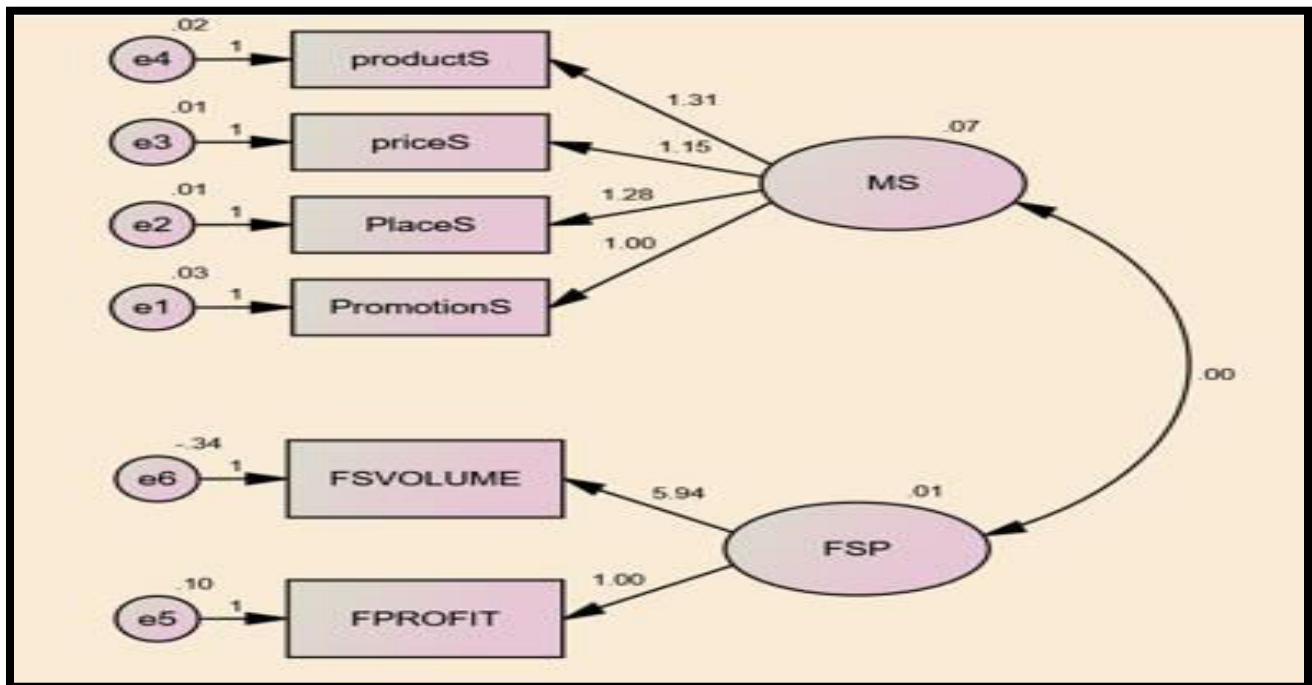 .02
e4
1
productS
1.31
.01
e3
1
priceS
1.15
.07
MS
.01
e2
1
PlaceS
1.28
.03
e1
1
PromotionS
1.00
.00
-.34
e6
1
FSVOLUME
5.94
.01
FSP
.10
e5
1
FPROFIT
1.00